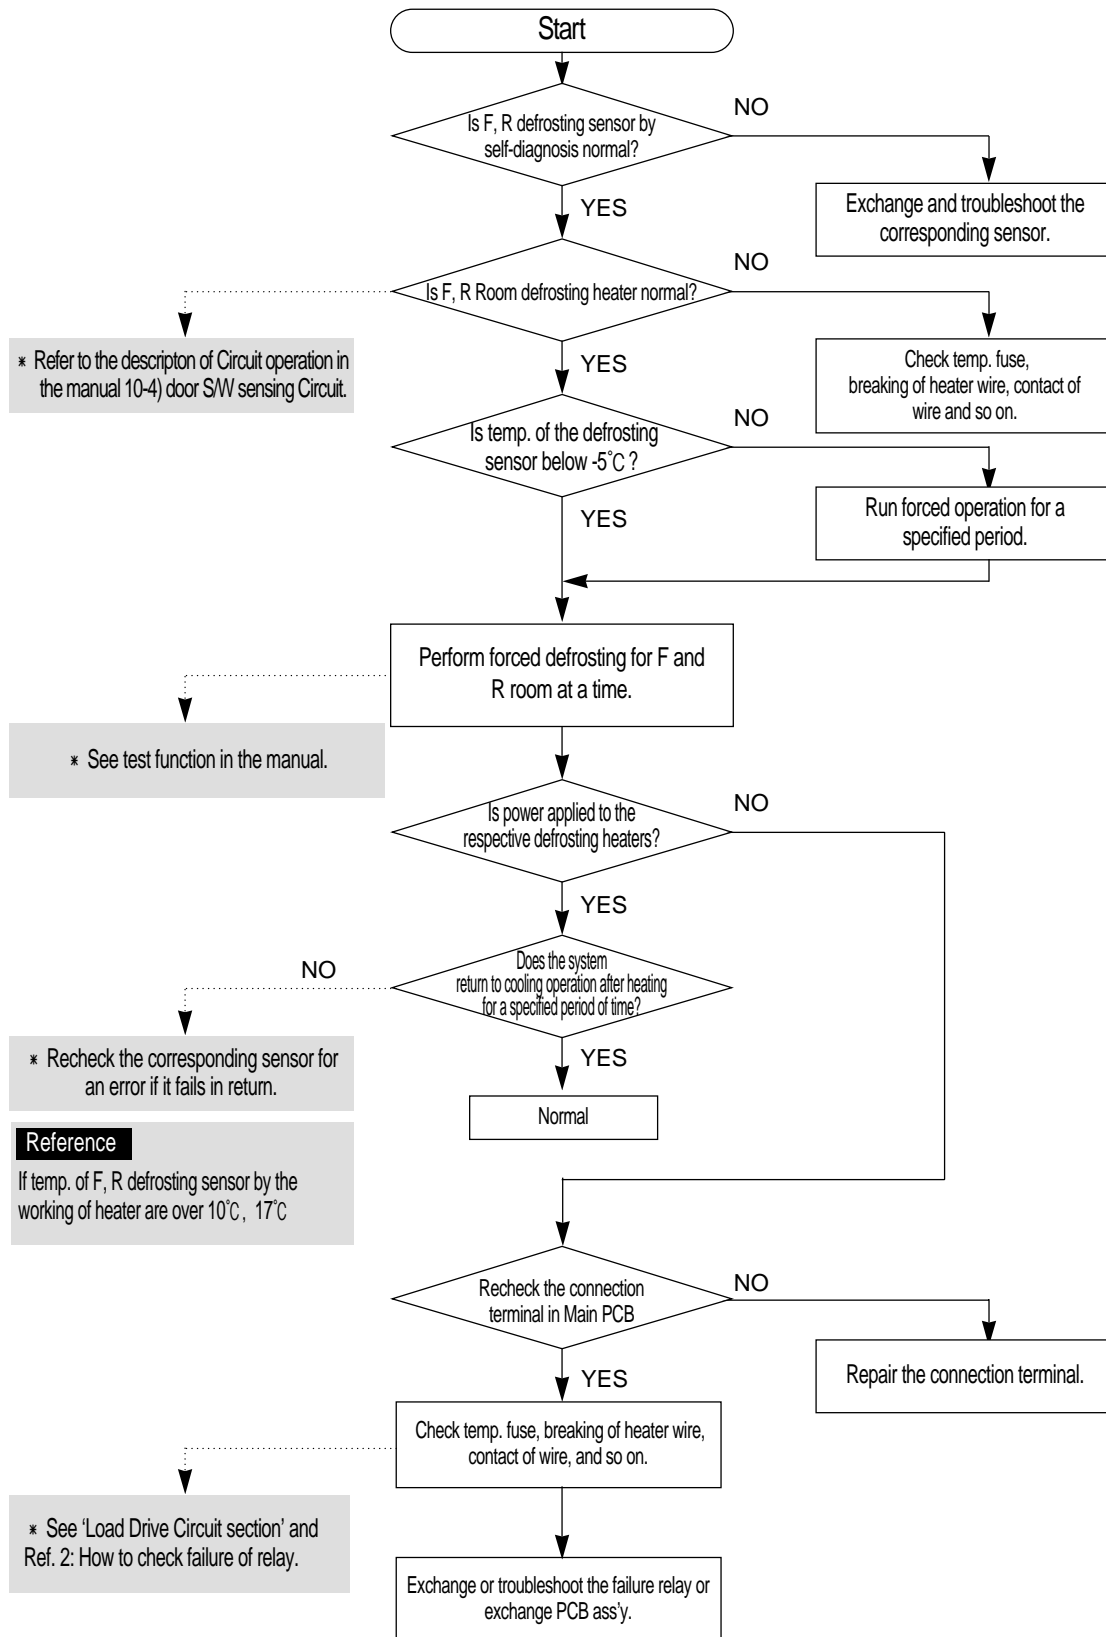 Start
Is F, R defrosting sensor by
self-diagnosis normal?
NO
Exchange and troubleshoot the
corresponding sensor.
YES
Is F, R Room defrosting heater normal?
NO
* Refer to the descripton of Circuit operation in
the manual 10-4) door S/W sensing Circuit.
Check temp. fuse,
breaking of heater wire, contact of
wire and so on.
YES
Is temp. of the defrosting
sensor below -5°C ?
NO
Run forced operation for a
specified period.
YES
Perform forced defrosting for F and
R room at a time.
* See test function in the manual.
Is power applied to the
respective defrosting heaters?
NO
YES
Does the system
return to cooling operation after heating
for a specified period of time?
NO
* Recheck the corresponding sensor for
an error if it fails in return.
YES
Normal
Reference
If temp. of F, R defrosting sensor by the
working of heater are over 10°C , 17°C
Recheck the connection
terminal in Main PCB
NO
Repair the connection terminal.
YES
Check temp. fuse, breaking of heater wire,
contact of wire, and so on.
* See ‘Load Drive Circuit section’ and
Ref. 2: How to check failure of relay.
Exchange or troubleshoot the failure relay or
exchange PCB ass'y.